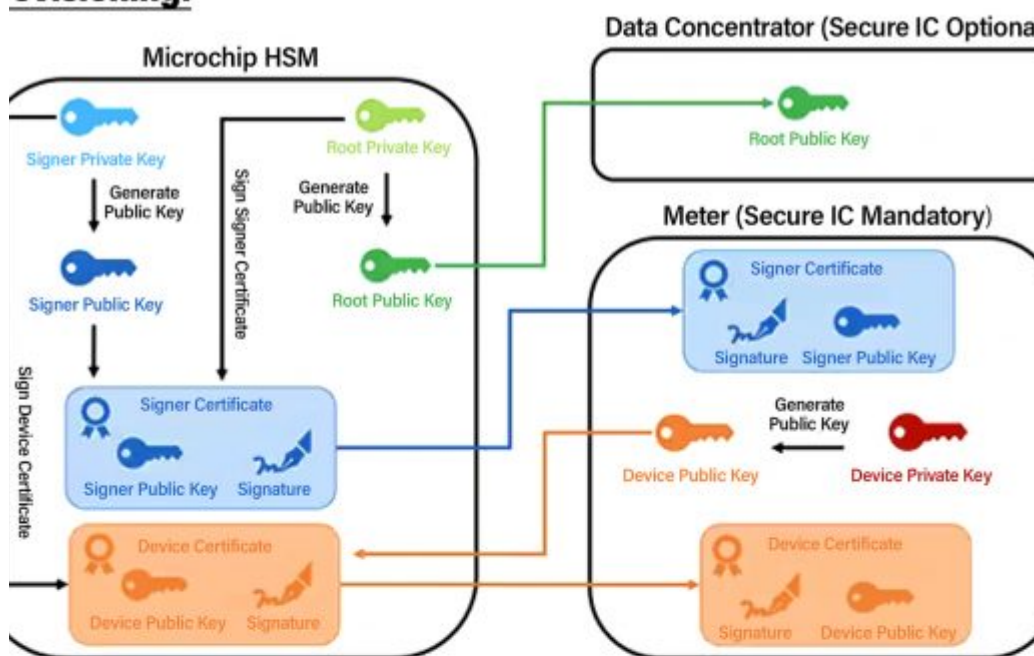 Data Concentrator (Secure IC Optiona
Microchip HSM
Root Public Key
Signer Private Key
Root Private Key
Generate
Public Key
Generate
Public Key
Sign Signer Certificate
Meter (Secure IC Mandatory)
Signer Public Key
Root Public Key
Signer Certificate
Signature Signer Public Key
Sign Device Certificate
Signer Certificate
Signer Public Key Signature
Generate
Public Key
Device Public Key
Device Private Key
Device Certificate
Device Public Key Signature
Device Certificate
Signature Device Public Key